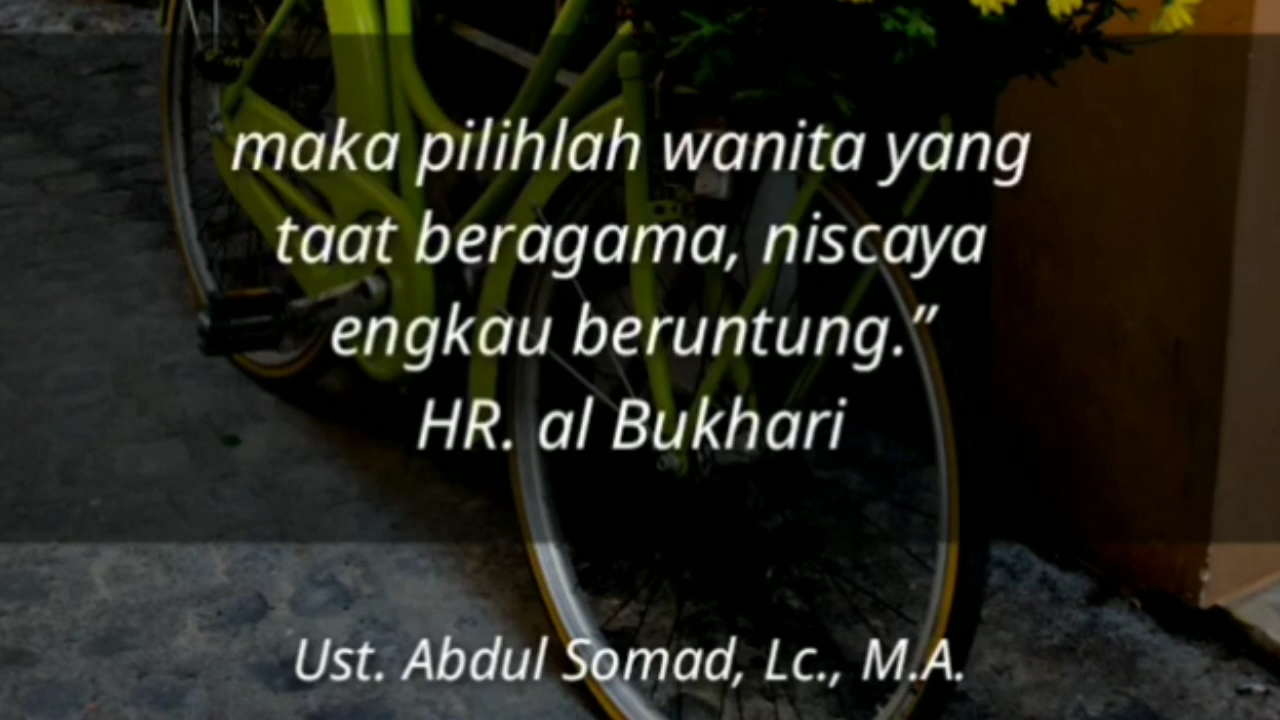 maka pilihlah wanita yang
taat beragama, niscaya
engkau beruntung.”
HR. al Bukhari
Ust. Abdul Somad, Lc., M.A.